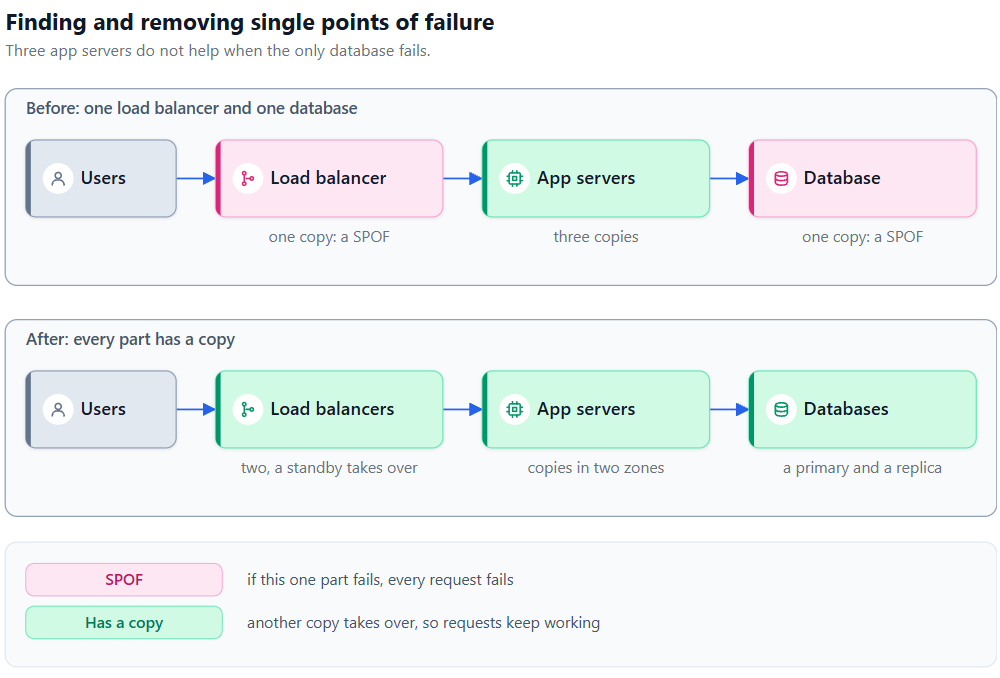 Finding and removing single points of failure
Three app servers do not help when the only database fails.
Before: one load balancer and one database
Users
Load balancer
App servers
Database
one copy: a SPOF
three copies
one copy: a SPOF
After: every part has a copy
Users
Load balancers
App servers
Databases
two, a standby takes over
copies in two zones
a primary and a replica
SPOF
if this one part fails, every request fails
Has a copy
another copy takes over, so requests keep working